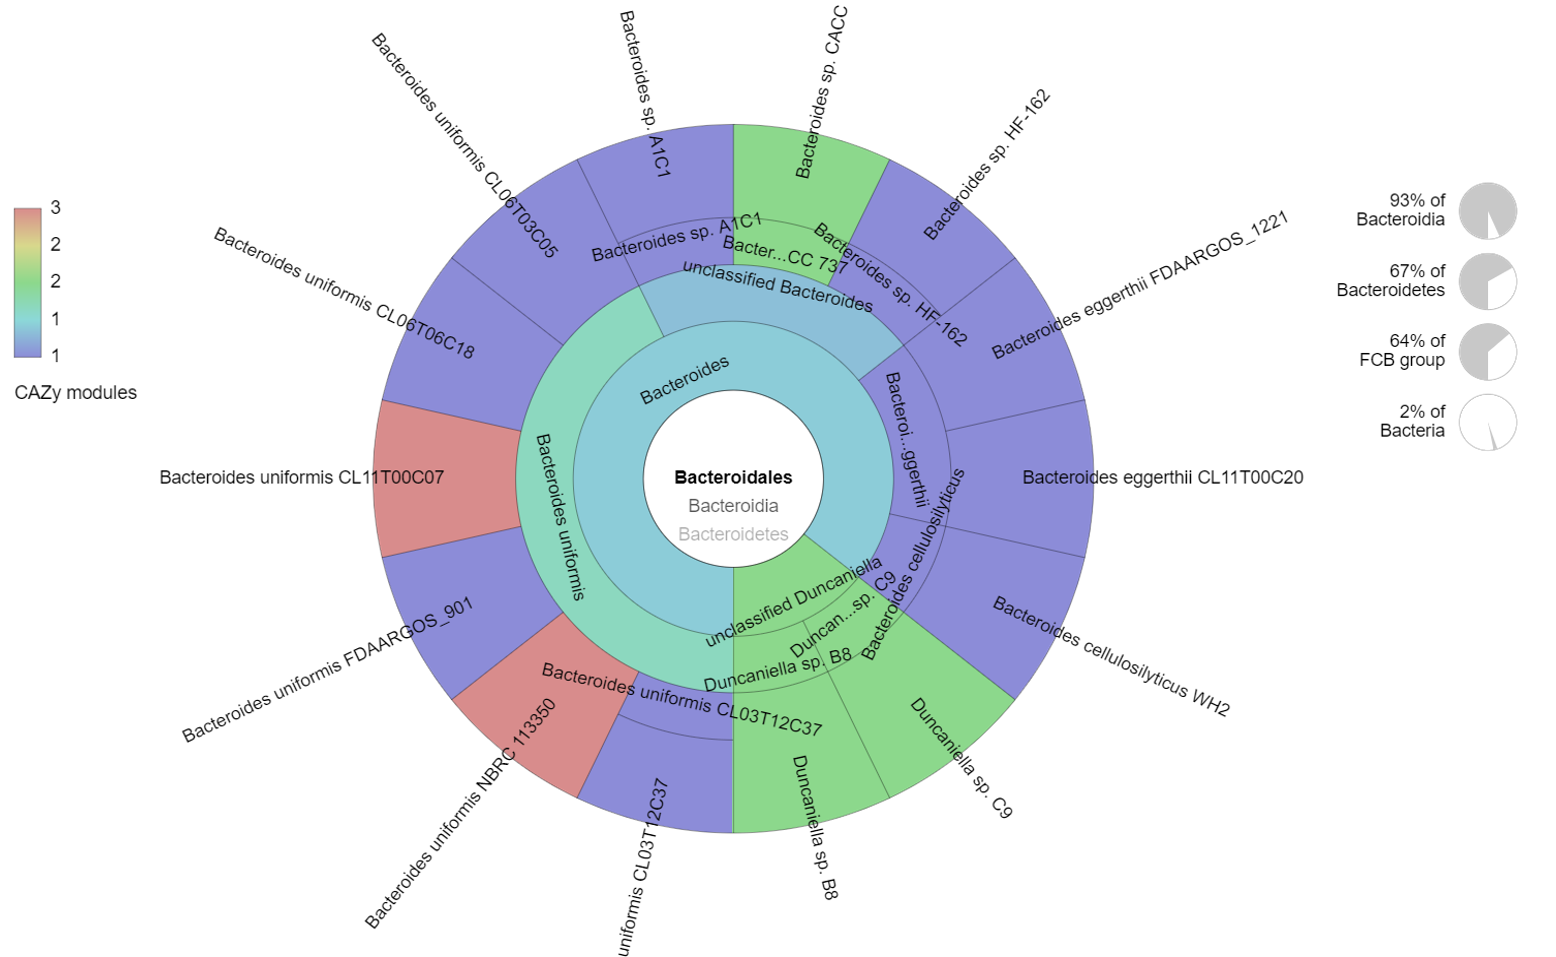 Bacteroides sp. A1C1
Bacteroides sp. CACC
Bacteroides uniformis CL06T03C05
Bacteroides sp. HF-162
Bacteroides uniformis CL06T06C18
Bacteroides eggerthii FDAARGOS_1221
Bacteroides sp. A1C1
Bacter...CC 737
Bacteroides sp. HF-162
unclassified Bacteroides
3
2
2
1
1
CAZy modules
93% of
Bacteroidia
67% of
Bacteroidetes
64% of
FCB group
2% of
Bacteria
Bacteroides
Bacteroi...ggerthii
Bacteroides uniformis CL11T00C07
Bacteroides uniformis
Bacteroidales
Bacteroidia
Bacteroidetes
Bacteroides eggerthii CL11T00C20
Bacteroides cellulosilyticus
unclassified Duncaniella
Duncan...sp. C9
Duncaniella sp. B8
Bacteroides uniformis FDAARGOS_901
Bacteroides cellulosilyticus WH2
Bacteroides uniformis CL03T12C37
Bacteroides uniformis NBRC 113350
Duncaniella sp. C9
uniformis CL03T12C37
Duncaniella sp. B8